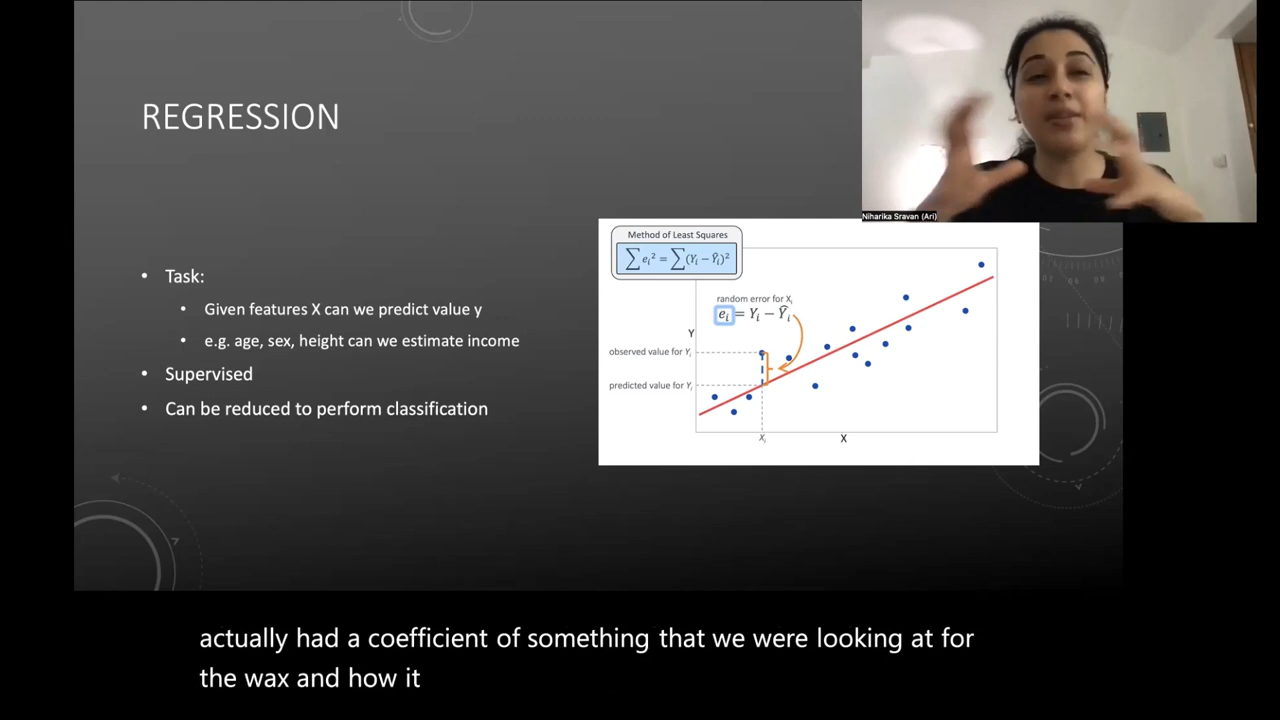 REGRESSION
Niharika Sravan (Ari)
• Task:
• Given features X can we predict value y
• e.g. age, sex, height can we estimate income
• Supervised
• Can be reduced to perform classification
Method of Least Squares
∑ eᵢ² = ∑(Yᵢ − Ŷᵢ)²
random error for Xᵢ
eᵢ = Yᵢ − Ŷᵢ
Y
observed value for Yᵢ
predicted value for Yᵢ
Xᵢ
X
actually had a coefficient of something that we were looking at for
the wax and how it